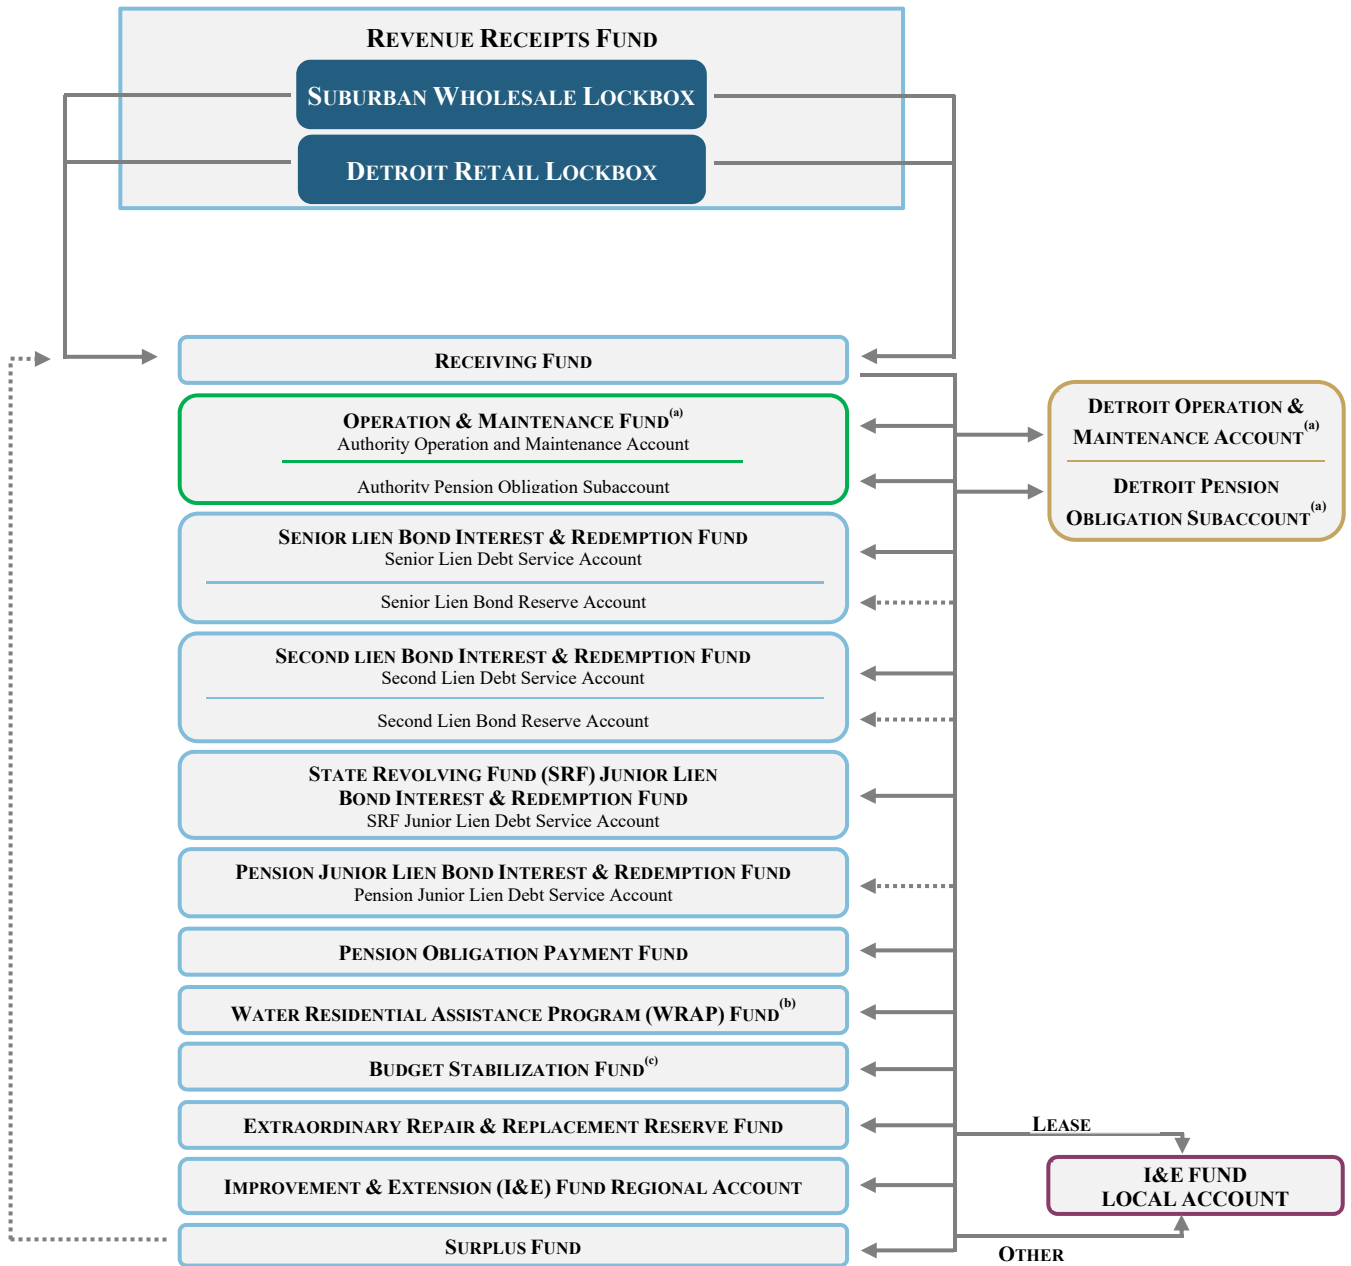 REVENUE RECEIPTS FUND
SUBURBAN WHOLESALE LOCKBOX
DETROIT RETAIL LOCKBOX
RECEIVING FUND
OPERATION & MAINTENANCE FUND(a)
Authority Operation and Maintenance Account
Authority Pension Obligation Subaccount
DETROIT OPERATION &
MAINTENANCE ACCOUNT(a)
DETROIT PENSION
OBLIGATION SUBACCOUNT(a)
SENIOR LIEN BOND INTEREST & REDEMPTION FUND
Senior Lien Debt Service Account
Senior Lien Bond Reserve Account
SECOND LIEN BOND INTEREST & REDEMPTION FUND
Second Lien Debt Service Account
Second Lien Bond Reserve Account
STATE REVOLVING FUND (SRF) JUNIOR LIEN
BOND INTEREST & REDEMPTION FUND
SRF Junior Lien Debt Service Account
PENSION JUNIOR LIEN BOND INTEREST & REDEMPTION FUND
Pension Junior Lien Debt Service Account
PENSION OBLIGATION PAYMENT FUND
WATER RESIDENTIAL ASSISTANCE PROGRAM (WRAP) FUND(b)
BUDGET STABILIZATION FUND(c)
EXTRAORDINARY REPAIR & REPLACEMENT RESERVE FUND
LEASE
IMPROVEMENT & EXTENSION (I&E) FUND REGIONAL ACCOUNT
I&E FUND
LOCAL ACCOUNT
SURPLUS FUND
OTHER